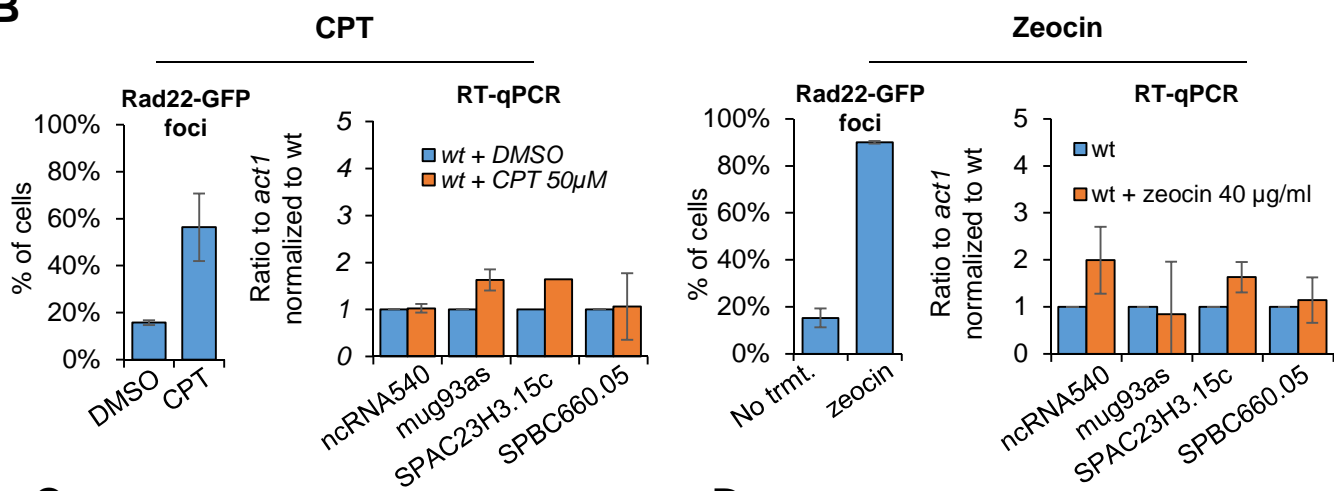 B
CPT
Zeocin
Rad22-GFP
foci
RT-qPCR
% of cells
100%
80%
60%
40%
20%
0%
DMSO
CPT
Ratio to act1
normalized to wt
5
4
3
2
1
0
wt + DMSO
wt + CPT 50µM
ncRNA540
mug93as
SPAC23H3.15c
SPBC660.05
Rad22-GFP
foci
RT-qPCR
% of cells
100%
80%
60%
40%
20%
0%
No trmt.
zeocin
Ratio to act1
normalized to wt
5
4
3
2
1
0
wt
wt + zeocin 40 µg/ml
ncRNA540
mug93as
SPAC23H3.15c
SPBC660.05